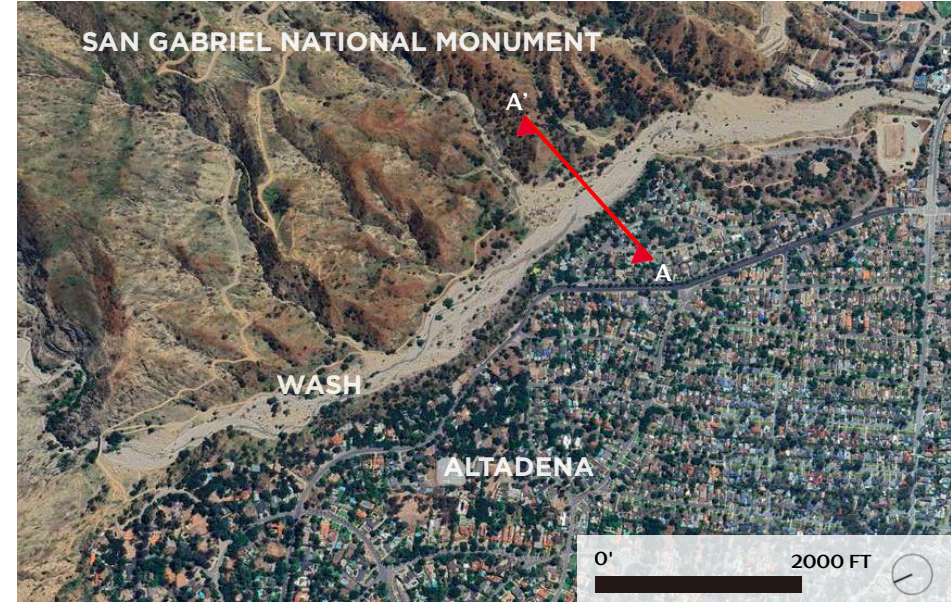 SAN GABRIEL NATIONAL MONUMENT
A’
A
WASH
ALTADENA
0' 2000 FT